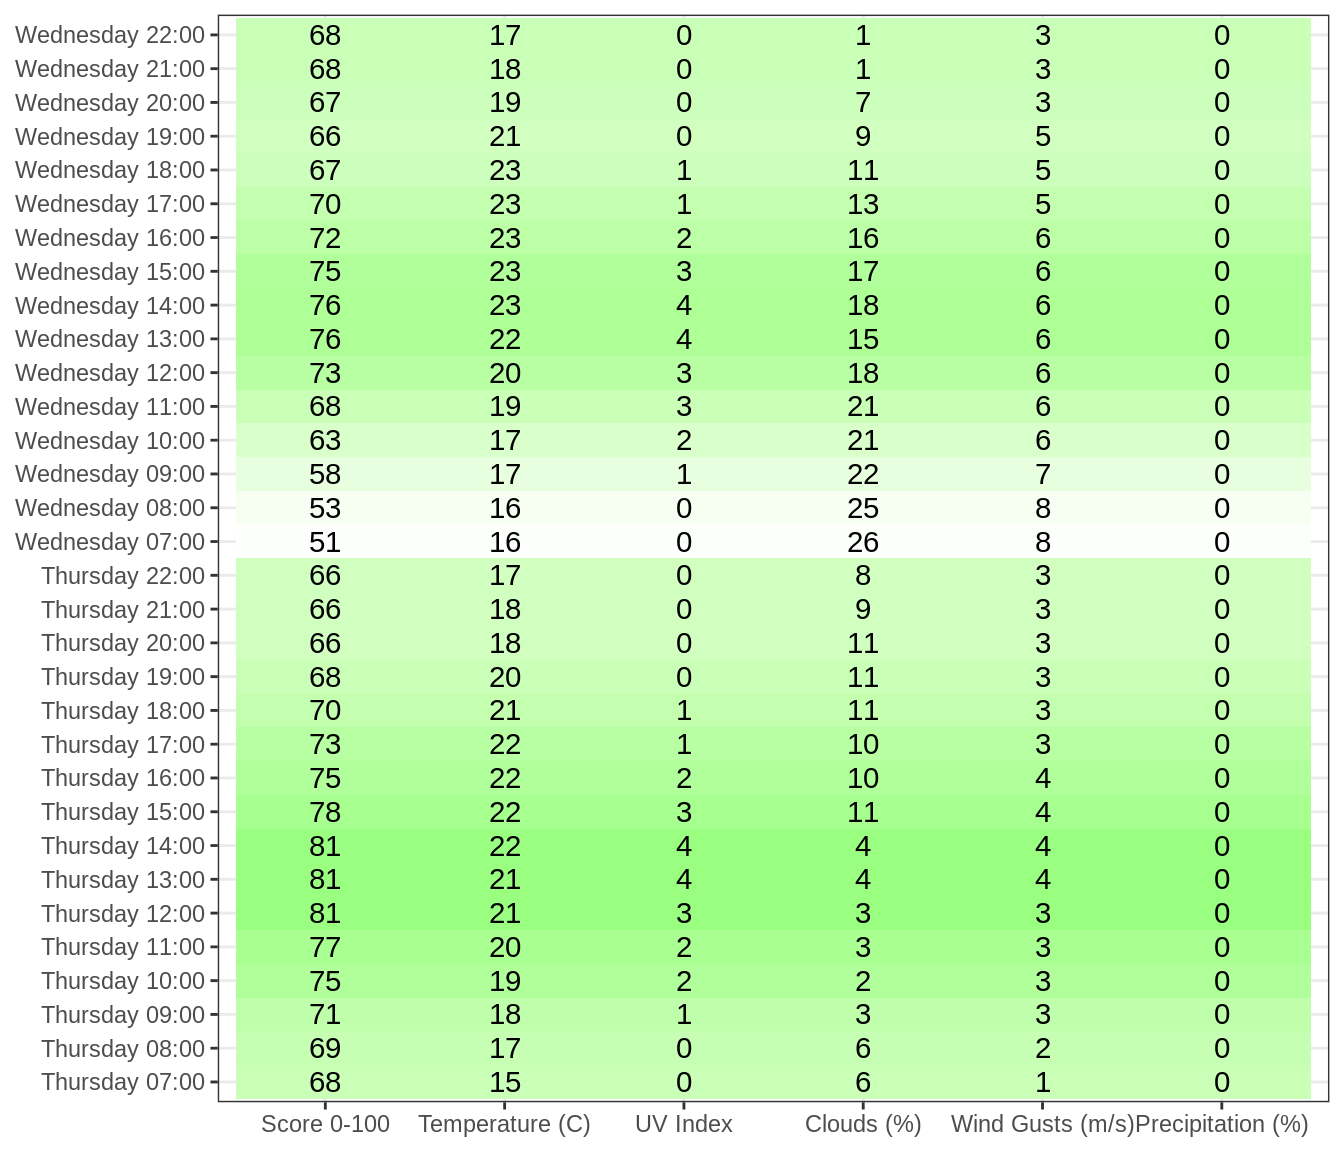 Wednesday 22:00 68 17 0 1 3 0
Wednesday 21:00 68 18 0 1 3 0
Wednesday 20:00 67 19 0 7 3 0
Wednesday 19:00 66 21 0 9 5 0
Wednesday 18:00 67 23 1 11 5 0
Wednesday 17:00 70 23 1 13 5 0
Wednesday 16:00 72 23 2 16 6 0
Wednesday 15:00 75 23 3 17 6 0
Wednesday 14:00 76 23 4 18 6 0
Wednesday 13:00 76 22 4 15 6 0
Wednesday 12:00 73 20 3 18 6 0
Wednesday 11:00 68 19 3 21 6 0
Wednesday 10:00 63 17 2 21 6 0
Wednesday 09:00 58 17 1 22 7 0
Wednesday 08:00 53 16 0 25 8 0
Wednesday 07:00 51 16 0 26 8 0
Thursday 22:00 66 17 0 8 3 0
Thursday 21:00 66 18 0 9 3 0
Thursday 20:00 66 18 0 11 3 0
Thursday 19:00 68 20 0 11 3 0
Thursday 18:00 70 21 1 11 3 0
Thursday 17:00 73 22 1 10 3 0
Thursday 16:00 75 22 2 10 4 0
Thursday 15:00 78 22 3 11 4 0
Thursday 14:00 81 22 4 4 4 0
Thursday 13:00 81 21 4 4 4 0
Thursday 12:00 81 21 3 3 3 0
Thursday 11:00 77 20 2 3 3 0
Thursday 10:00 75 19 2 2 3 0
Thursday 09:00 71 18 1 3 3 0
Thursday 08:00 69 17 0 6 2 0
Thursday 07:00 68 15 0 6 1 0
Score 0-100 Temperature (C) UV Index Clouds (%) Wind Gusts (m/s) Precipitation (%)